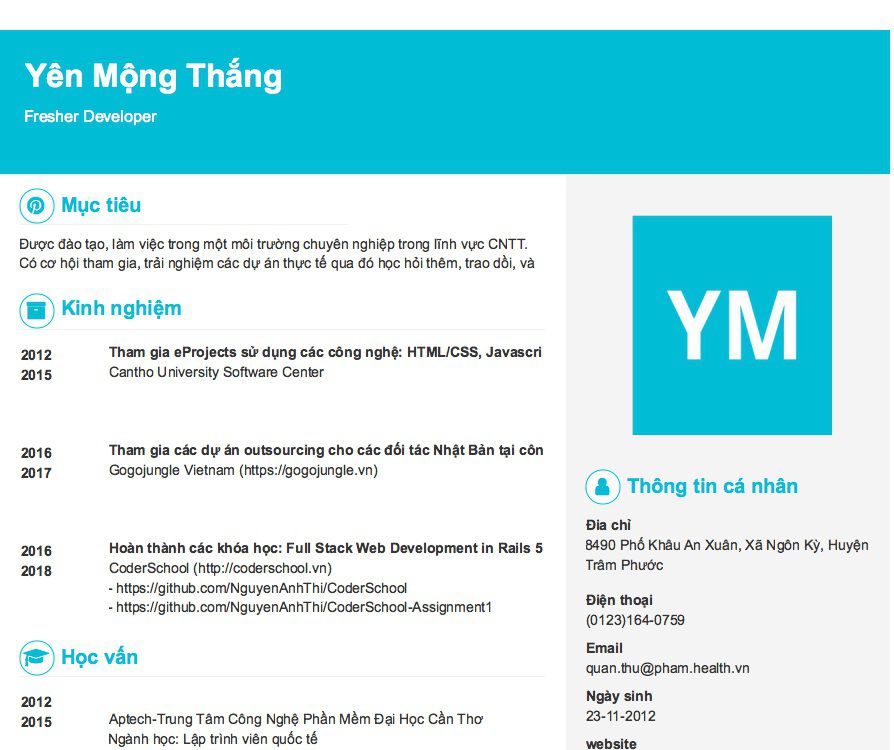 Yên Mộng Thắng
Fresher Developer
Mục tiêu
Được đào tạo, làm việc trong một môi trường chuyên nghiệp trong lĩnh vực CNTT.
Có cơ hội tham gia, trải nghiệm các dự án thực tế qua đó học hỏi thêm, trao dồi, và
Kinh nghiệm
2012
2015
Tham gia eProjects sử dụng các công nghệ: HTML/CSS, Javascri
Cantho University Software Center
2016
2017
Tham gia các dự án outsourcing cho các đối tác Nhật Bản tại côn
Gogojungle Vietnam (https://gogojungle.vn)
2016
2018
Hoàn thành các khóa học: Full Stack Web Development in Rails 5
CoderSchool (http://coderschool.vn)
- https://github.com/NguyenAnhThi/CoderSchool
- https://github.com/NguyenAnhThi/CoderSchool-Assignment1
Học vấn
2012
2015
Aptech-Trung Tâm Công Nghệ Phần Mềm Đại Học Cần Thơ
Ngành học: Lập trình viên quốc tế
YM
Thông tin cá nhân
Địa chỉ
8490 Phố Khâu An Xuân, Xã Ngôn Kỳ, Huyện
Trâm Phước
Điện thoại
(0123)164-0759
Email
quan.thu@pham.health.vn
Ngày sinh
23-11-2012
website